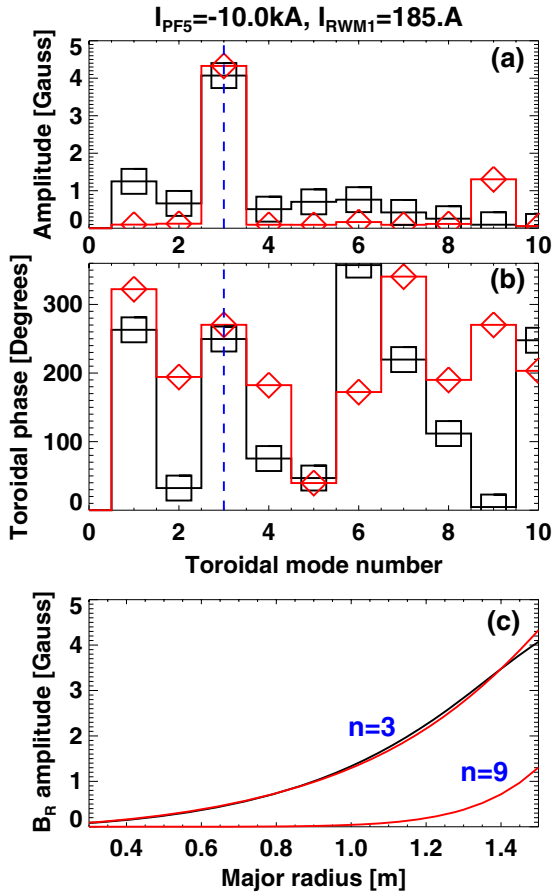 I_PF5=-10.0kA, I_RWM1=185.A
(a)
Amplitude [Gauss]
5
4
3
2
1
0
0 2 4 6 8 10
(b)
Toroidal phase [Degrees]
300
200
100
0
0 2 4 6 8 10
Toroidal mode number
(c)
B_R amplitude [Gauss]
5
4
3
2
1
0
n=3
n=9
0.4 0.6 0.8 1.0 1.2 1.4
Major radius [m]